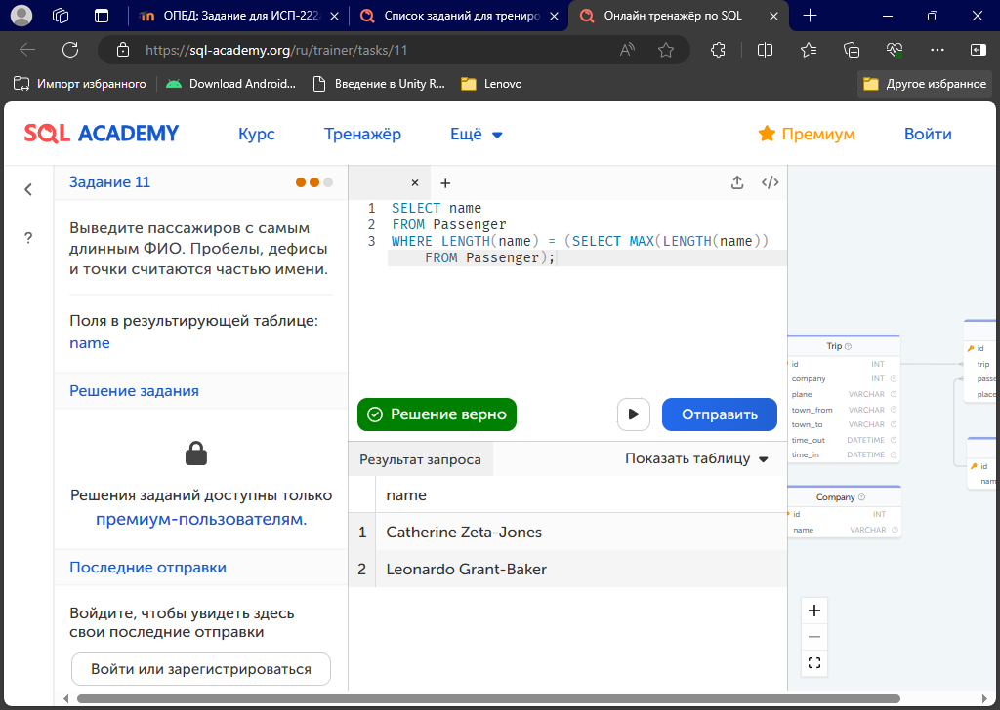 ОПБД: Задание для ИСП-222
Список заданий для трениро
Онлайн тренажёр по SQL
https://sql-academy.org/ru/trainer/tasks/11
Импорт избранного
Download Android...
Введение в Unity R...
Lenovo
Другое избранное
SQL ACADEMY
Курс
Тренажёр
Ещё
Премиум
Войти
?
Задание 11
Выведите пассажиров с самым
длинным ФИО. Пробелы, дефисы
и точки считаются частью имени.
Поля в результирующей таблице:
name
Решение задания
Решения заданий доступны только
премиум-пользователям.
Последние отправки
Войдите, чтобы увидеть здесь
свои последние отправки
Войти или зарегистрироваться
1 SELECT name
2 FROM Passenger
3 WHERE LENGTH(name) = (SELECT MAX(LENGTH(name))
FROM Passenger);
Решение верно
Отправить
Результат запроса
Показать таблицу
name
1 Catherine Zeta-Jones
2 Leonardo Grant-Baker
Trip
id INT
company INT
plane VARCHAR
town_from VARCHAR
town_to VARCHAR
time_out DATETIME
time_in DATETIME
Company
id INT
name VARCHAR
id
trip
passe
place
id
nam